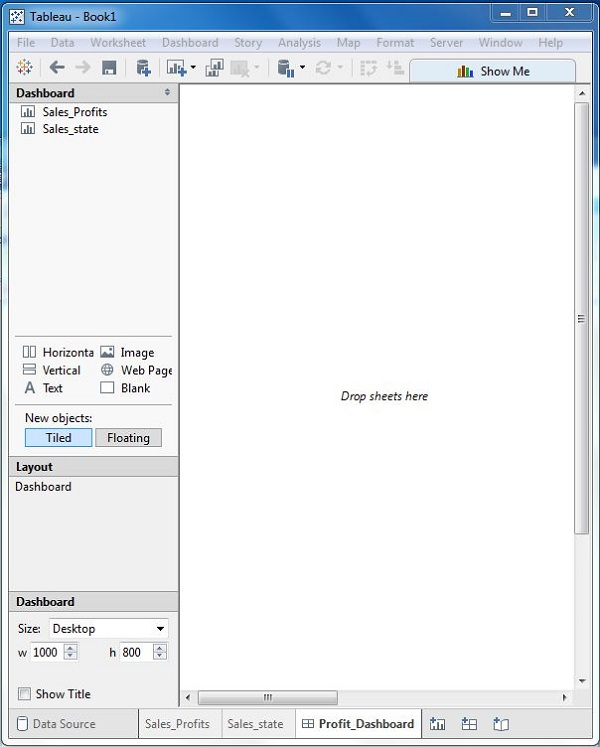 Tableau - Book1
File Data Worksheet Dashboard Story Analysis Map Format Server Window Help
Show Me
Dashboard
Sales_Profits
Sales_state
Horizonta Image
Vertical Web Page
A Text Blank
New objects:
Tiled Floating
Layout
Dashboard
Drop sheets here
Dashboard
Size: Desktop
w 1000 h 800
Show Title
Data Source Sales_Profits Sales_state Profit_Dashboard